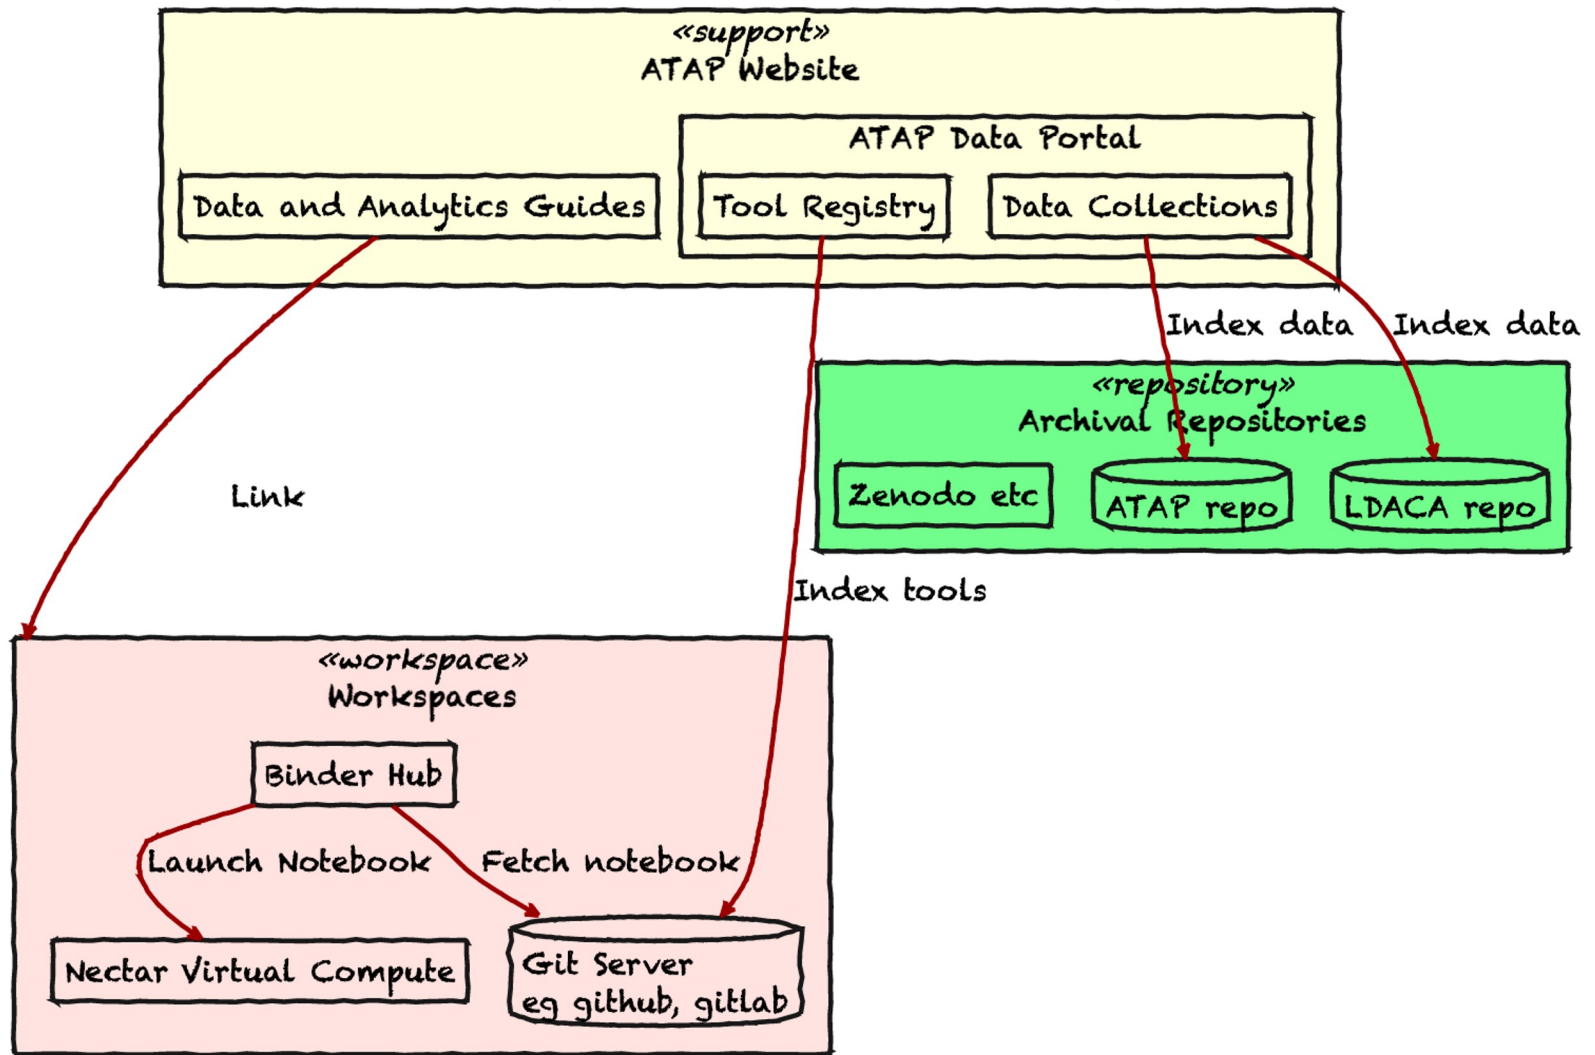 «support»
ATAP Website
ATAP Data Portal
Data and Analytics Guides
Tool Registry
Data Collections
Index data
Index data
«repository»
Archival Repositories
Zenodo etc
ATAP repo
LDACA repo
Link
Index tools
«workspace»
Workspaces
Binder Hub
Launch Notebook
Fetch notebook
Nectar Virtual Compute
Git Server
eg github, gitlab